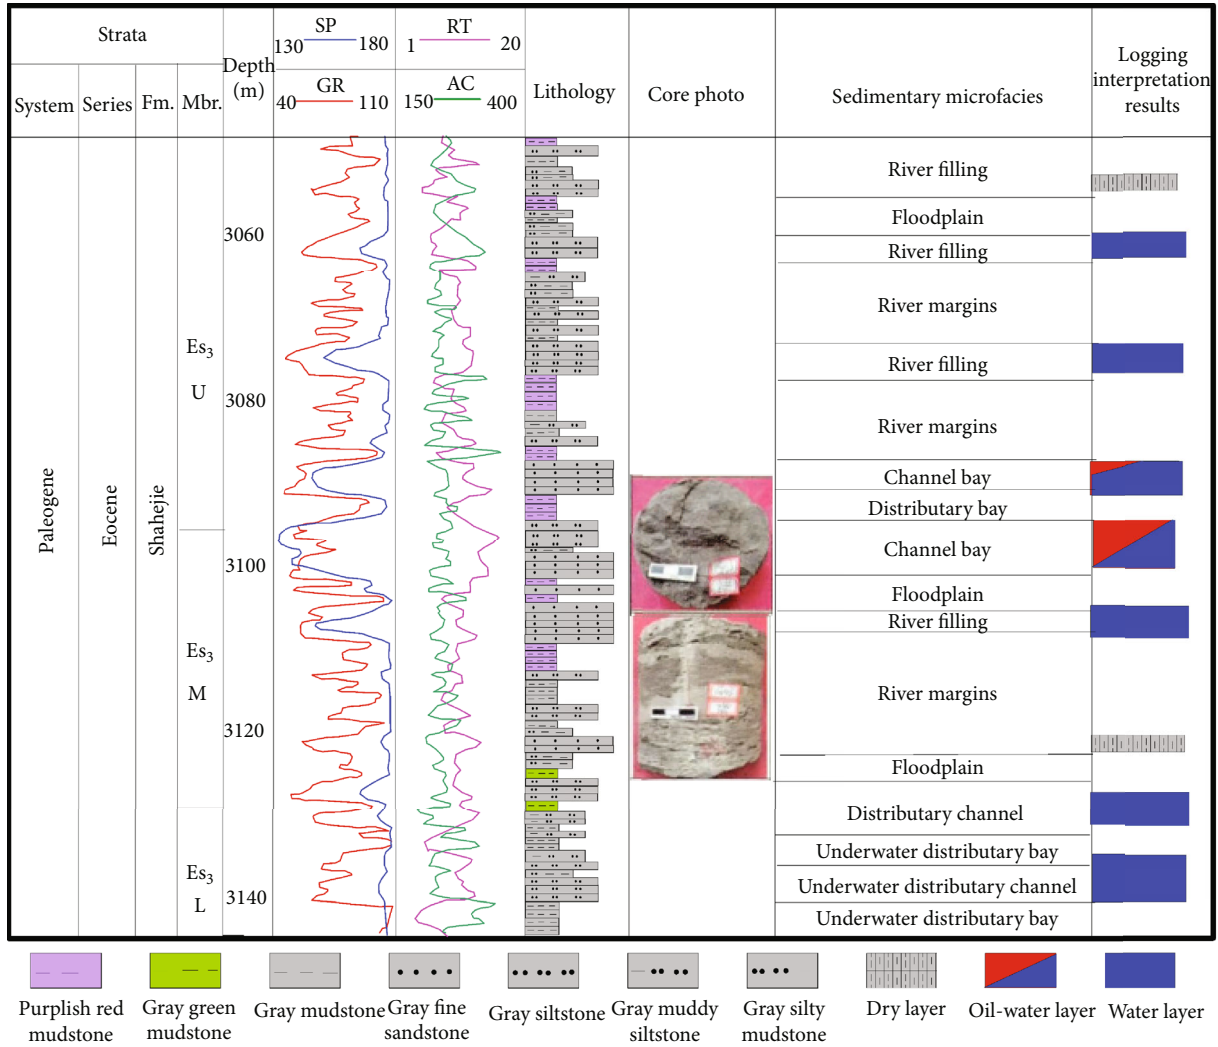 Strata
Depth
(m)
SP
130 180
RT
1 20
GR
40 110
AC
150 400
Lithology
Core photo
Sedimentary microfacies
Logging
interpretation
results
System
Series
Fm.
Mbr.
Paleogene
Eocene
Shahejie
Es3
U
Es3
M
Es3
L
3060
3080
3100
3120
3140
River filling
Floodplain
River filling
River margins
River filling
River margins
Channel bay
Distributary bay
Channel bay
Floodplain
River filling
River margins
Floodplain
Distributary channel
Underwater distributary bay
Underwater distributary channel
Underwater distributary bay
Purplish red
mudstone
Gray green
mudstone
Gray mudstone
Gray fine
sandstone
Gray siltstone
Gray muddy
siltstone
Gray silty
mudstone
Dry layer
Oil-water layer
Water layer